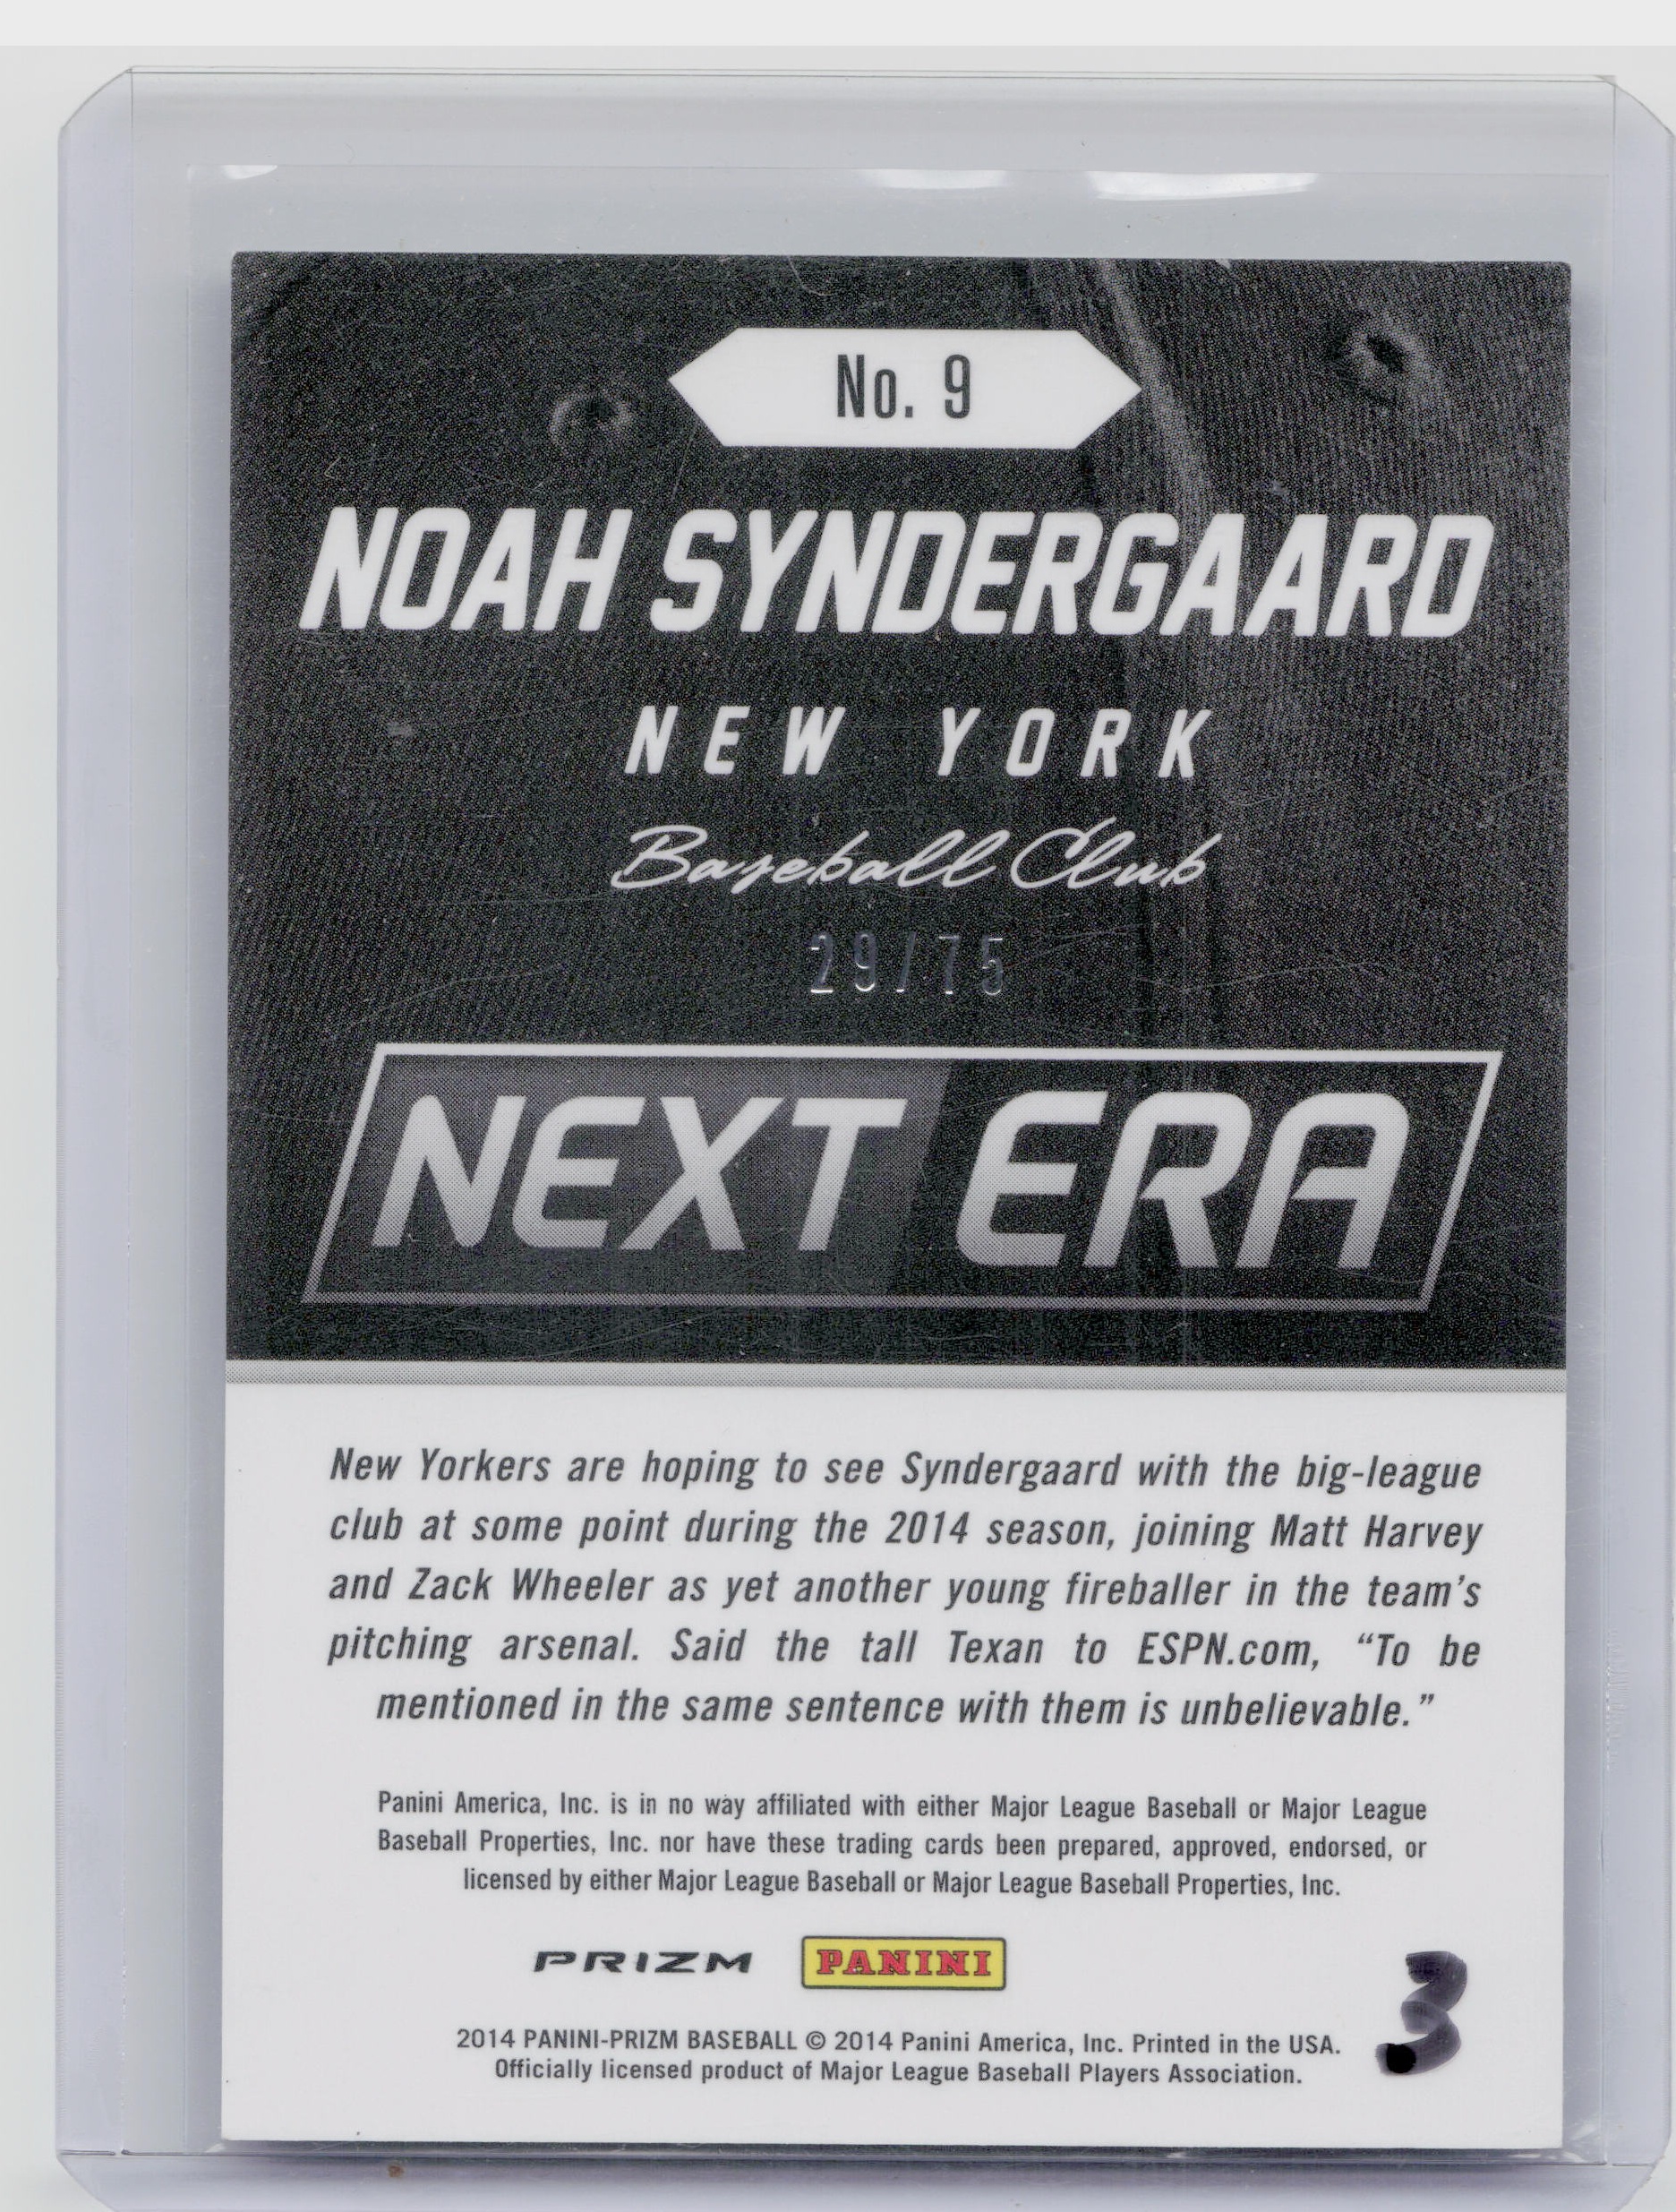 No. 9
NOAH SYNDERGAARD
NEW YORK
Baseball Club
29/75
NEXT ERA
New Yorkers are hoping to see Syndergaard with the big-league
club at some point during the 2014 season, joining Matt Harvey
and Zack Wheeler as yet another young fireballer in the team's
pitching arsenal. Said the tall Texan to ESPN.com, “To be
mentioned in the same sentence with them is unbelievable.”
Panini America, Inc. is in no way affiliated with either Major League Baseball or Major League
Baseball Properties, Inc. nor have these trading cards been prepared, approved, endorsed, or
licensed by either Major League Baseball or Major League Baseball Properties, Inc.
PRIZM PANINI
3
2014 PANINI-PRIZM BASEBALL © 2014 Panini America, Inc. Printed in the USA.
Officially licensed product of Major League Baseball Players Association.